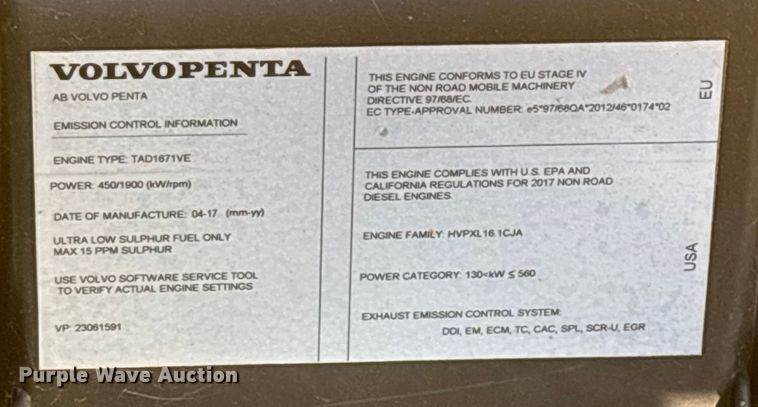 VOLVO PENTA
AB VOLVO PENTA
EMISSION CONTROL INFORMATION
ENGINE TYPE: TAD1671VE
POWER: 450/1900 (kW/rpm)
DATE OF MANUFACTURE: 04-17 (mm-yy)
ULTRA LOW SULPHUR FUEL ONLY
MAX 15 PPM SULPHUR
USE VOLVO SOFTWARE SERVICE TOOL
TO VERIFY ACTUAL ENGINE SETTINGS
VP: 23061591
THIS ENGINE CONFORMS TO EU STAGE IV
OF THE NON ROAD MOBILE MACHINERY
DIRECTIVE 97/68/EC.
EC TYPE-APPROVAL NUMBER: e5*97/68QA*2012/46*0174*02
EU
THIS ENGINE COMPLIES WITH U.S. EPA AND
CALIFORNIA REGULATIONS FOR 2017 NON ROAD
DIESEL ENGINES.
ENGINE FAMILY: HVPXL16.1CJA
POWER CATEGORY: 130<kW ≤ 560
EXHAUST EMISSION CONTROL SYSTEM:
DDI, EM, ECM, TC, CAC, SPL, SCR-U, EGR
USA
Purple Wave Auction